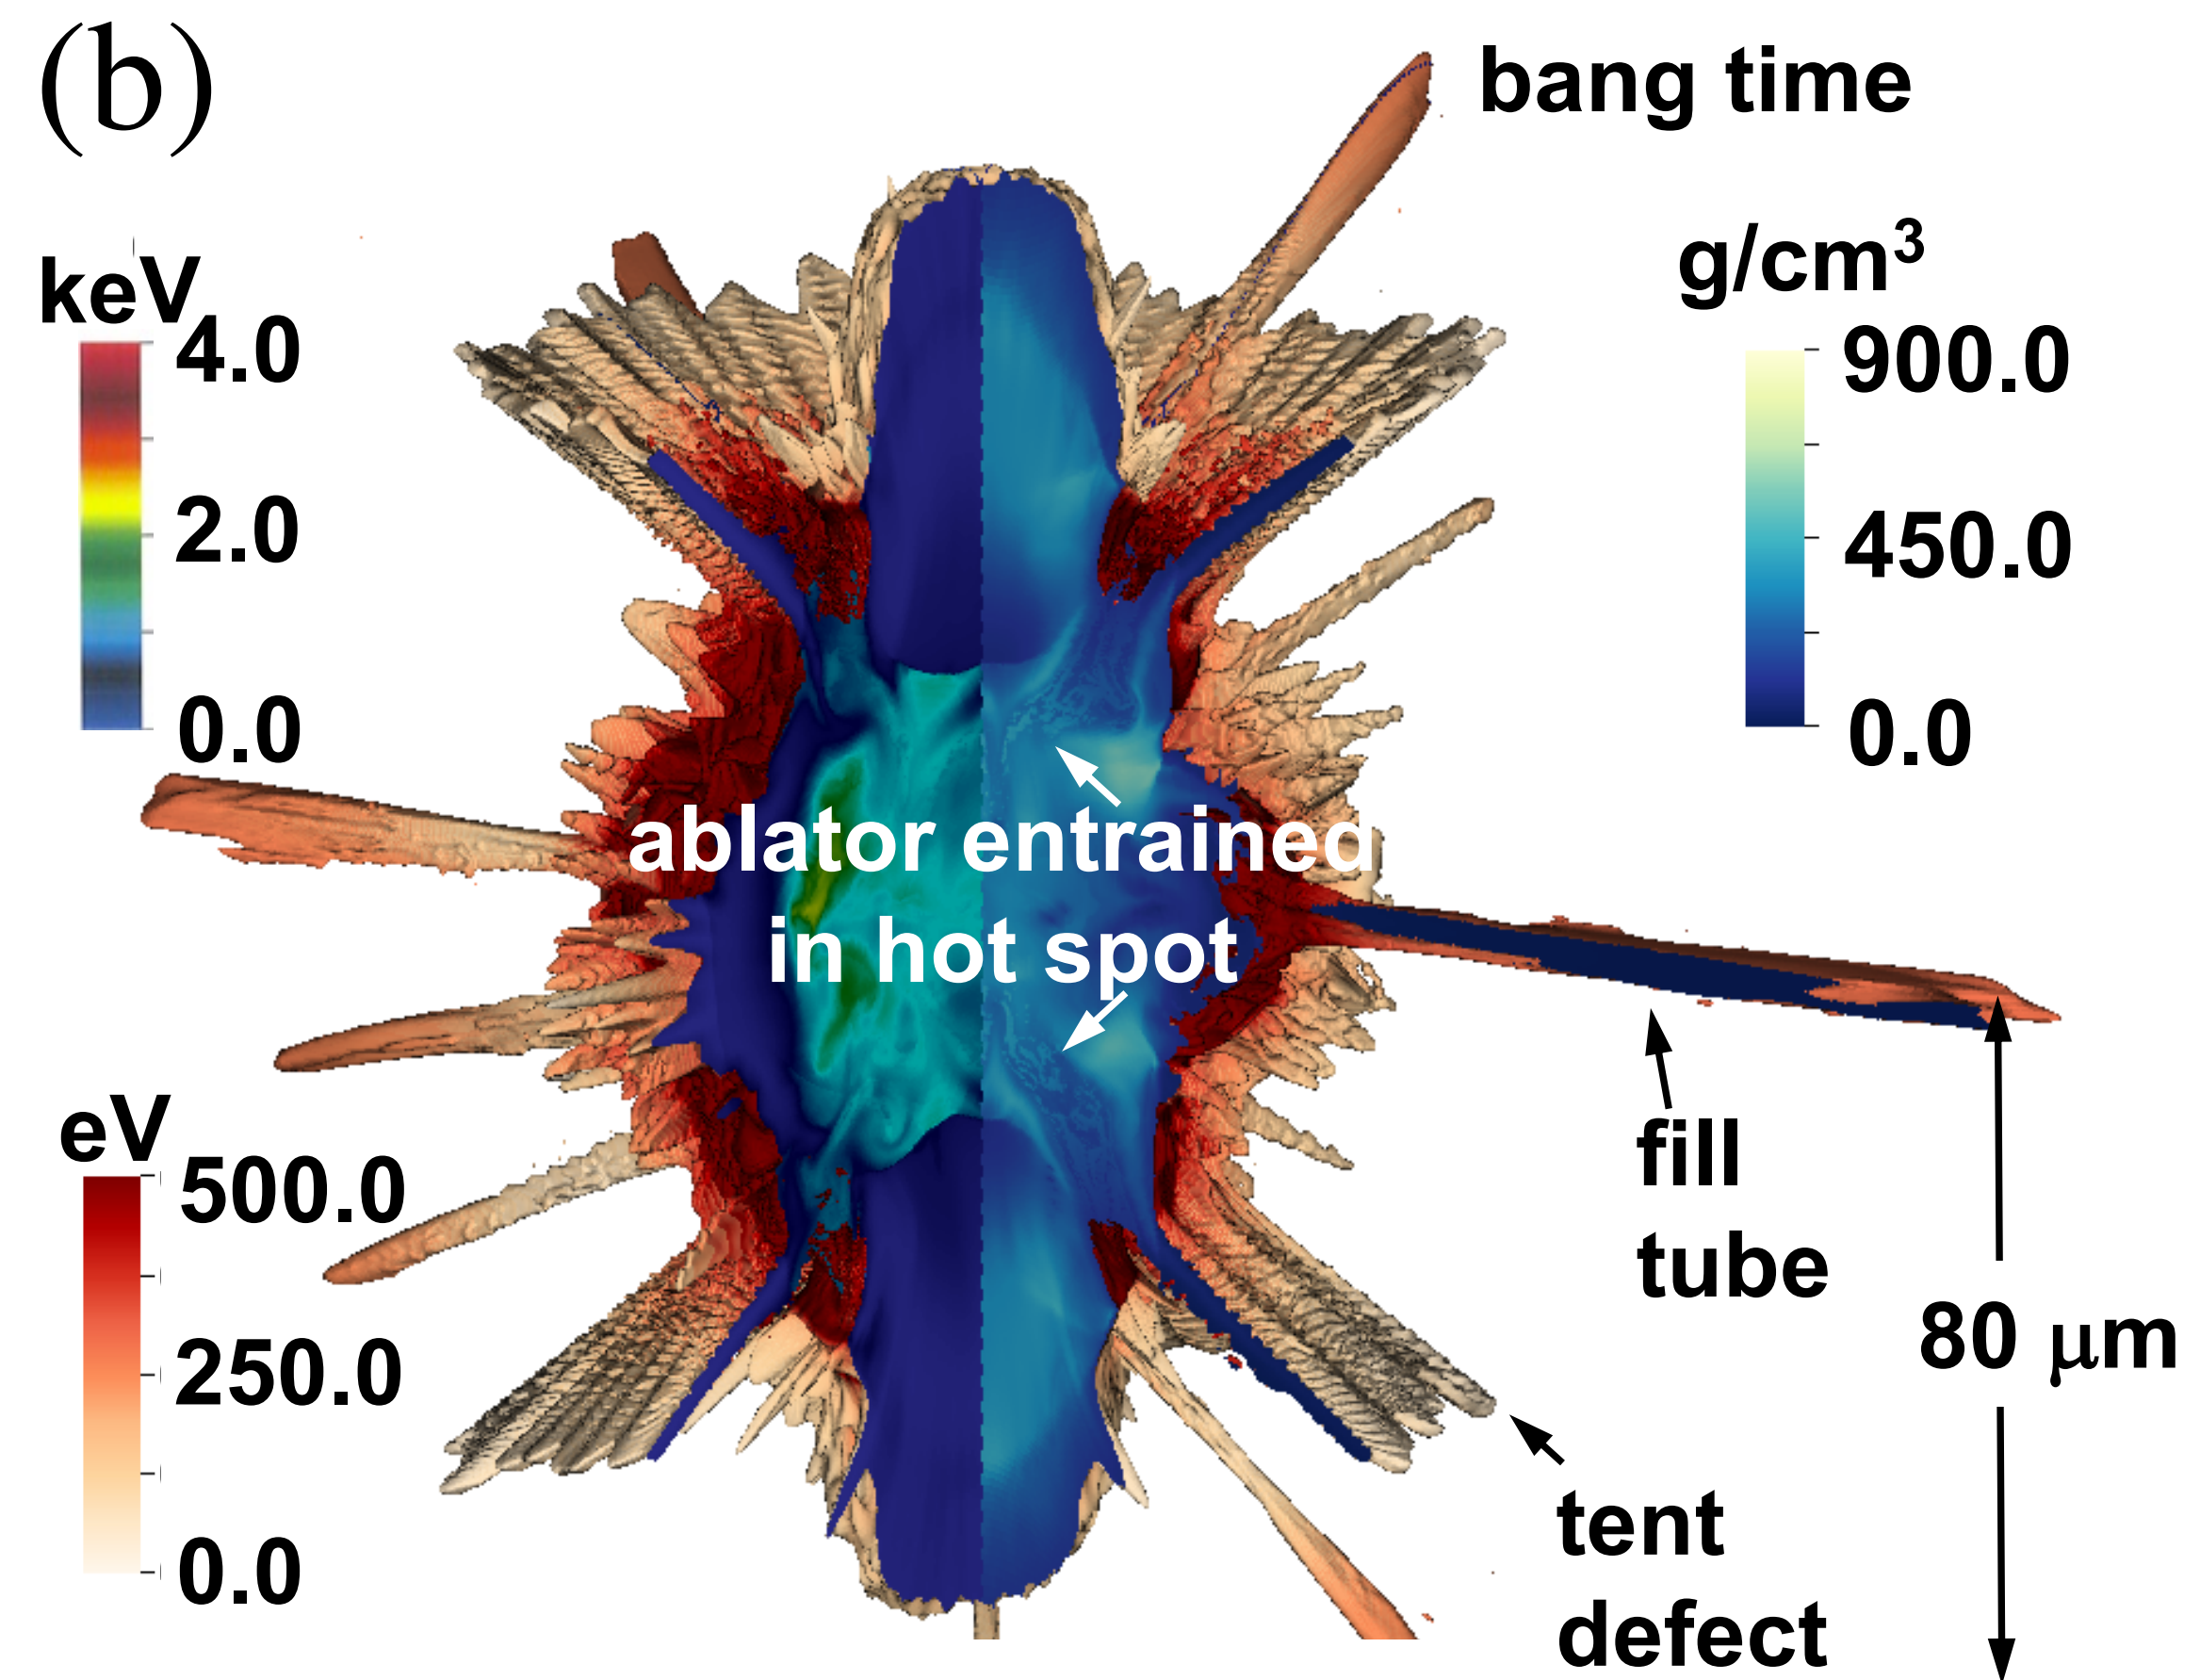 (b)
bang time
keV
4.0
2.0
0.0
g/cm³
900.0
450.0
0.0
ablator entrained
in hot spot
eV
500.0
250.0
0.0
fill
tube
80 μm
tent
defect